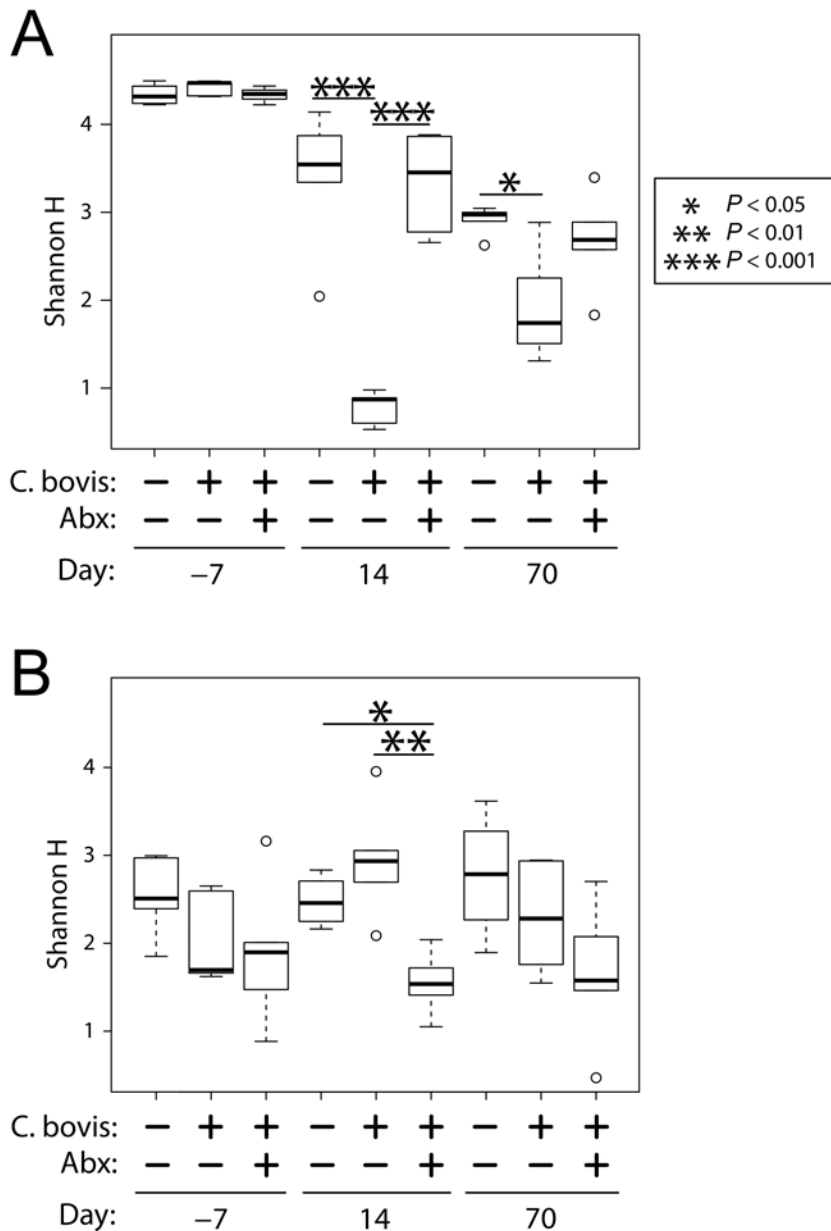 A
***
***
*
4
3
2
1
Shannon H
* P < 0.05
** P < 0.01
*** P < 0.001
C. bovis: − + + − + + − + +
Abx: − − + − − + − − +
Day: −7 14 70
B
*
**
4
3
2
1
Shannon H
C. bovis: − + + − + + − + +
Abx: − − + − − + − − +
Day: −7 14 70